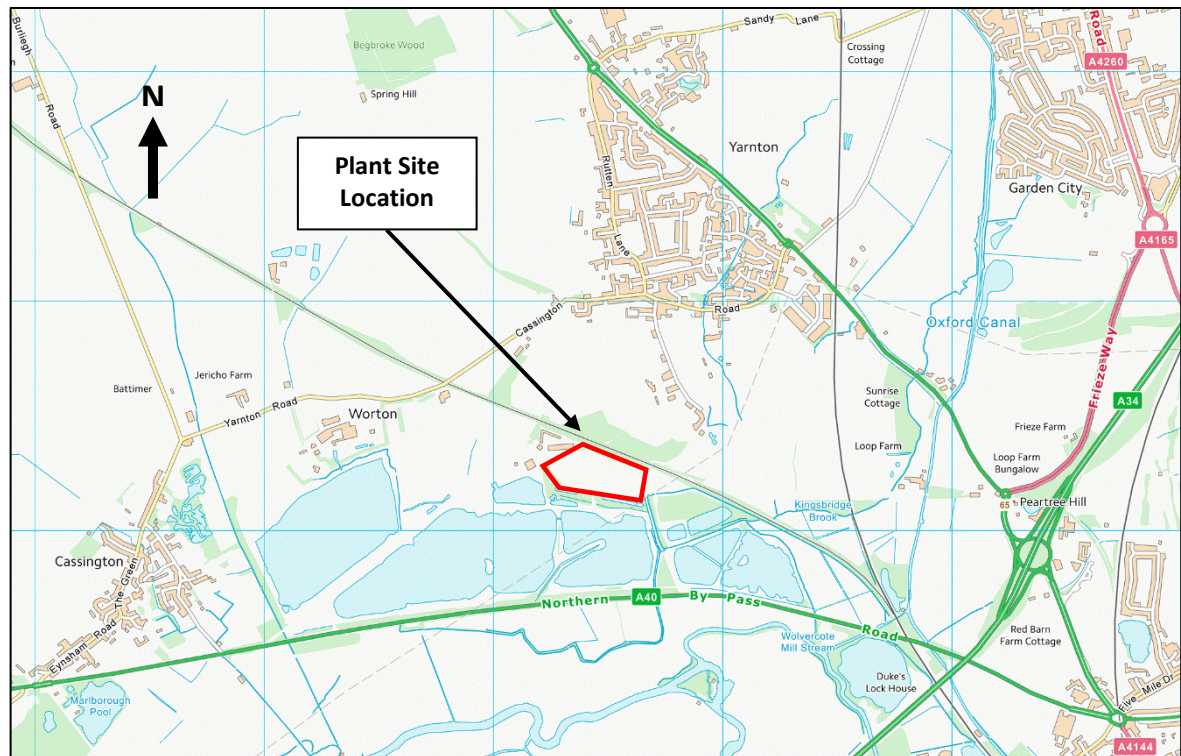 Burliegh
Road
Begbroke Wood
Spring Hill
Sandy Lane
Crossing
Cottage
Road
A4260
N
Plant Site
Location
Rutten
Lane
Yarnton
Garden City
A4165
Cassington
Road
Oxford Canal
Frieze Way
A34
Battimer
Jericho Farm
Yarnton Road
Worton
Sunrise
Cottage
Loop Farm
Frieze Farm
Loop Farm
Bungalow
65
Peartree Hill
Kingsbridge
Brook
Cassington
The Green
Eynsham Road
Northern
A40
By Pass
Road
Wolvercote
Mill Stream
Red Barn
Farm Cottage
Duke's
Lock House
Marlborough
Pool
Five Mile Dr
A4144